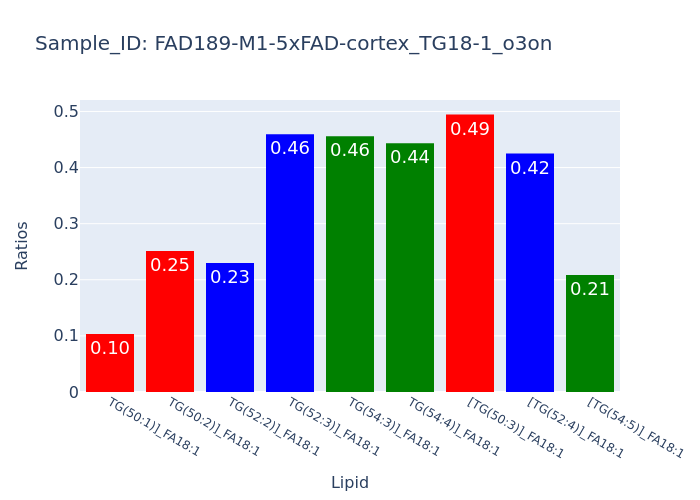 Sample_ID: FAD189-M1-5xFAD-cortex_TG18-1_o3on
Ratios
0.5
0.4
0.3
0.2
0.1
0
0.10
0.25
0.23
0.46
0.46
0.44
0.49
0.42
0.21
TG(50:1)]_FA18:1
TG(50:2)]_FA18:1
TG(52:2)]_FA18:1
TG(52:3)]_FA18:1
TG(54:3)]_FA18:1
TG(54:4)]_FA18:1
[TG(50:3)]_FA18:1
[TG(52:4)]_FA18:1
[TG(54:5)]_FA18:1
Lipid